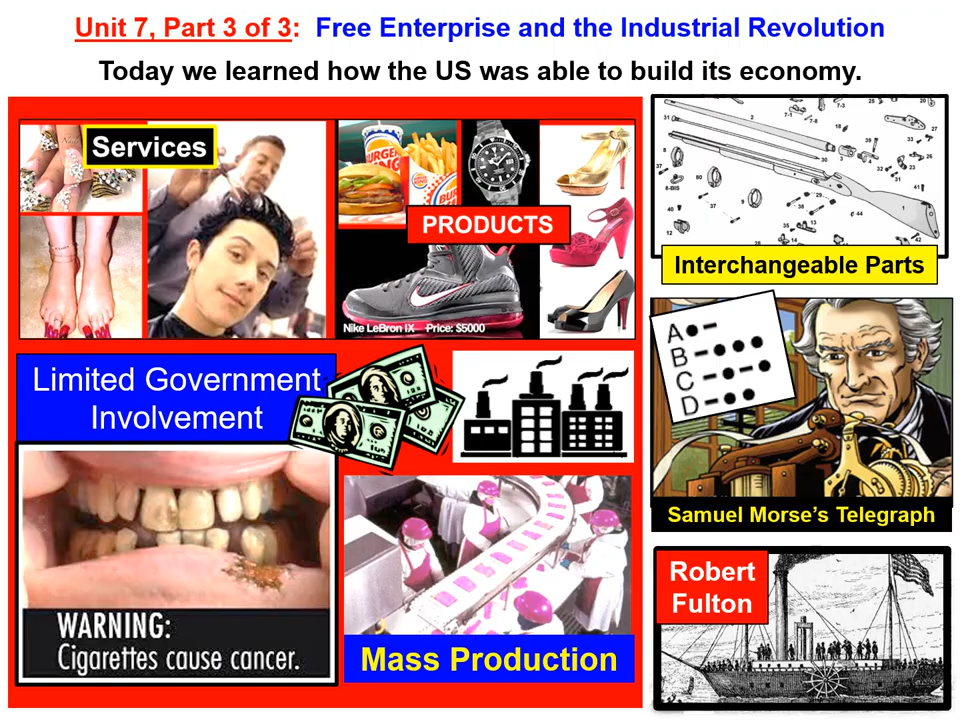 Unit 7, Part 3 of 3: Free Enterprise and the Industrial Revolution
Today we learned how the US was able to build its economy.
Services
PRODUCTS
Nike LeBron IX Price: $5000
Limited Government
Involvement
WARNING:
Cigarettes cause cancer.
Mass Production
Interchangeable Parts
A ●–
B –●●●
C –●–●
D –●●
Samuel Morse’s Telegraph
Robert
Fulton